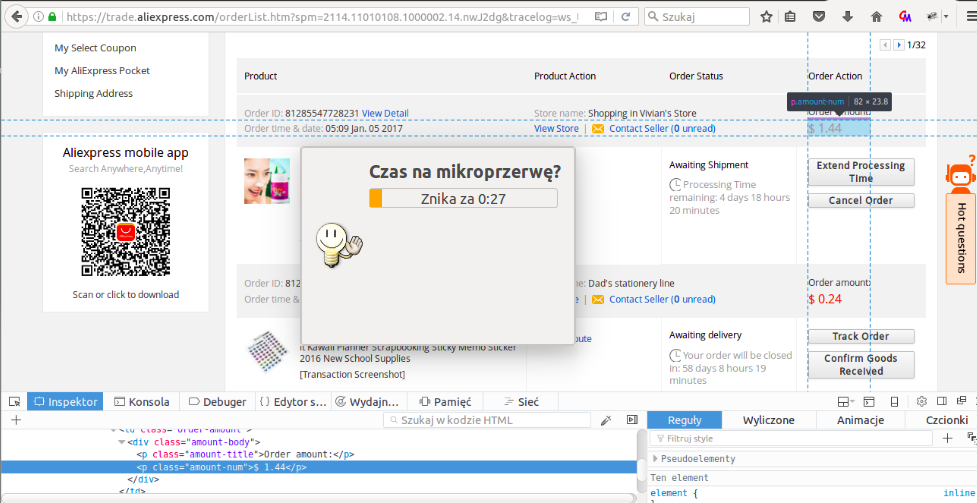 https://trade.aliexpress.com/orderList.htm?spm=2114.11010108.1000002.14.nwJ2dg&tracelog=ws_
Szukaj
My Select Coupon
My AliExpress Pocket
Shipping Address
1/32
Product
Product Action
Order Status
Order Action
p.amount-num | 82 × 23.8
Order ID: 81285547728231 View Detail
Store name: Shopping in Vivian's Store
Order amount:
Order time & date: 05:09 Jan. 05 2017
View Store | Contact Seller (0 unread)
$ 1.44
Aliexpress mobile app
Search Anywhere,Anytime!
Scan or click to download
Czas na mikroprzerwę?
Znika za 0:27
Awaiting Shipment
Processing Time
remaining: 4 days 18 hours
20 minutes
Extend Processing
Time
Cancel Order
Hot questions
?
Order ID: 812
Dad's stationery line
Order amount:
Order time &
Contact Seller (0 unread)
$ 0.24
it Kawaii Planner Scrapbooking Sticky Memo Sticker
2016 New School Supplies
[Transaction Screenshot]
Awaiting delivery
Your order will be closed
in: 58 days 8 hours 19
minutes
Track Order
Confirm Goods
Received
Inspektor
Konsola
Debuger
Edytor s...
Wydajn...
Pamięć
Sieć
Szukaj w kodzie HTML
Reguły
Wyliczone
Animacje
Czcionki
Filtruj style
Pseudoelementy
Ten element
element {
inline
<td class="order-amount">
<div class="amount-body">
<p class="amount-title">Order amount:</p>
<p class="amount-num">$ 1.44</p>
</div>
</td>